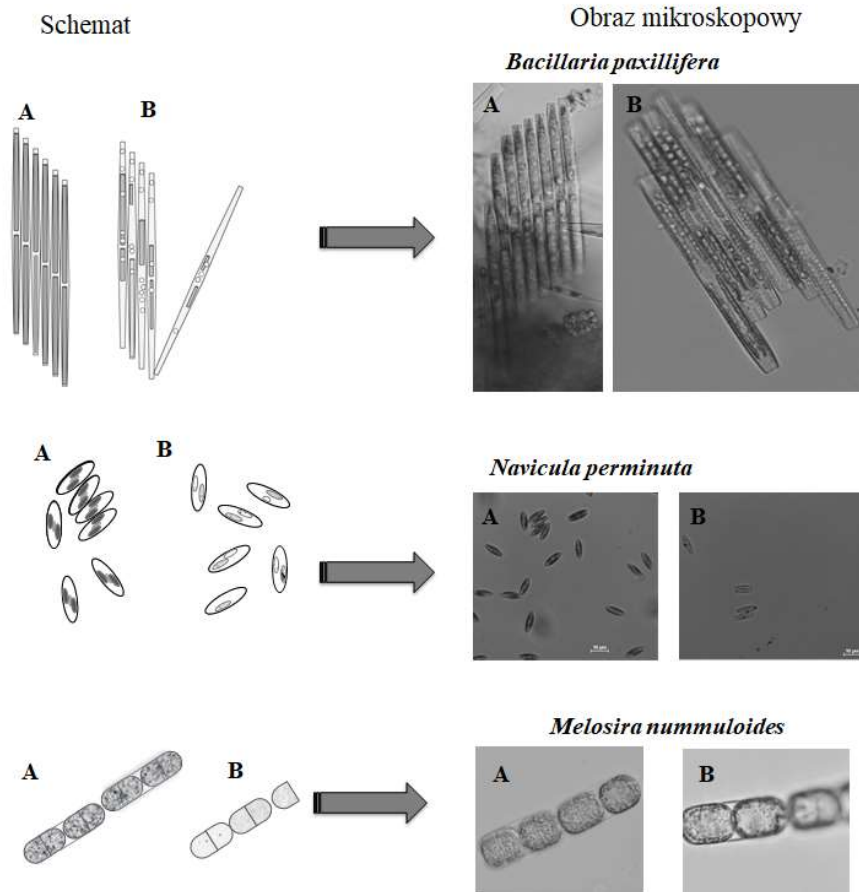 Schemat
Obraz mikroskopowy
Bacillaria paxillifera
A
B
A
B
Navicula perminuta
A
B
A
B
Melosira nummuloides
A
B
A
B